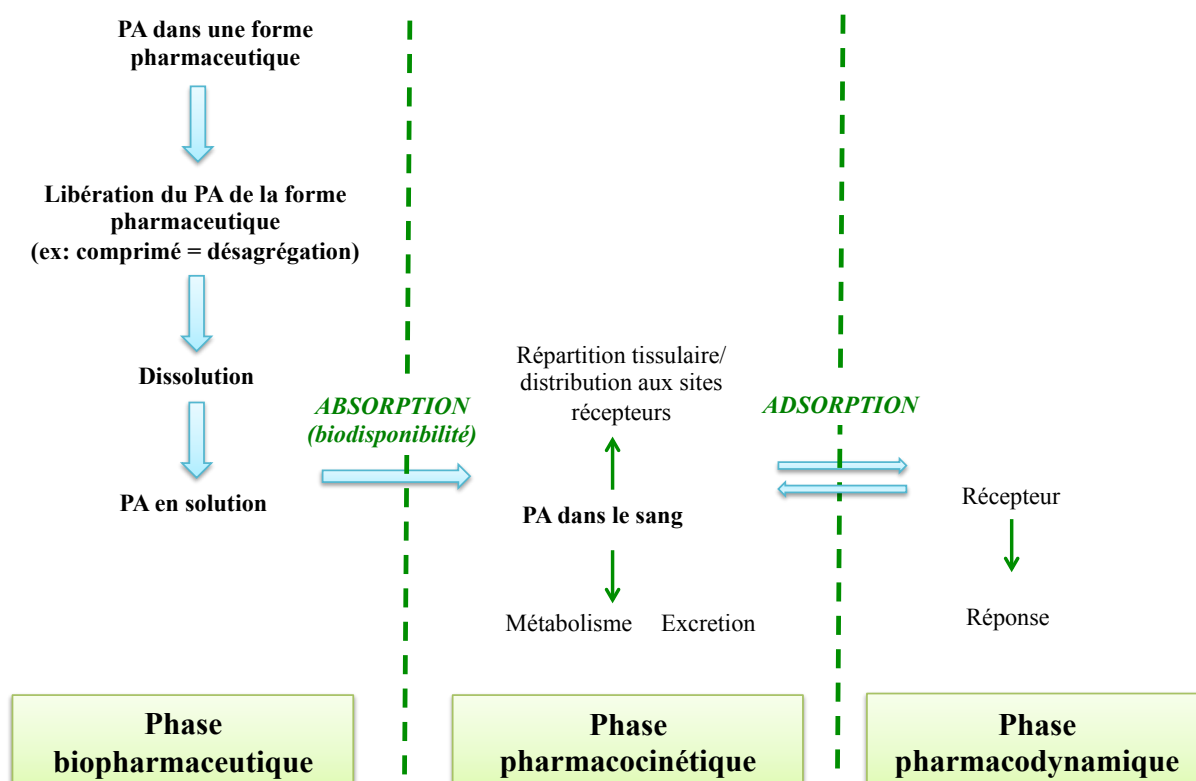 PA dans une forme
pharmaceutique
Libération du PA de la forme
pharmaceutique
(ex: comprimé = désagrégation)
Dissolution
PA en solution
ABSORPTION
(biodisponibilité)
Répartition tissulaire/
distribution aux sites
récepteurs
PA dans le sang
Métabolisme Excretion
ADSORPTION
Récepteur
Réponse
Phase
biopharmaceutique
Phase
pharmacocinétique
Phase
pharmacodynamique